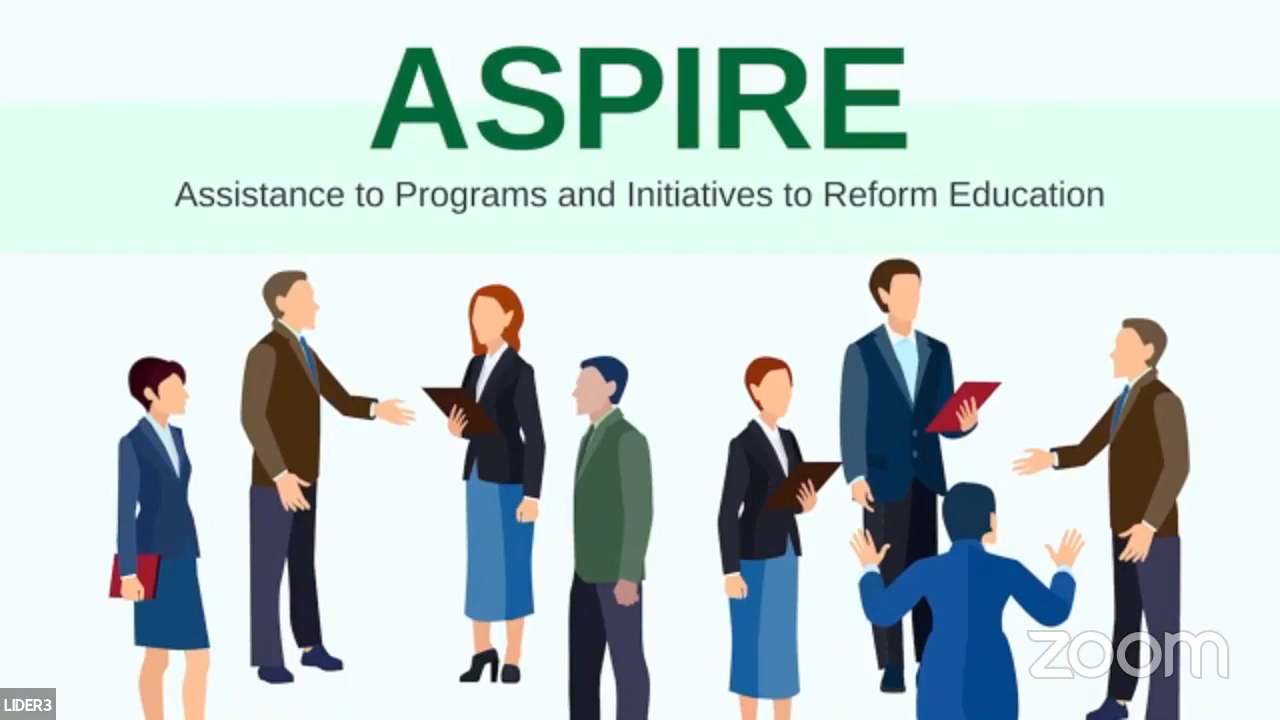 ASPIRE
Assistance to Programs and Initiatives to Reform Education
zoom
LIDER3